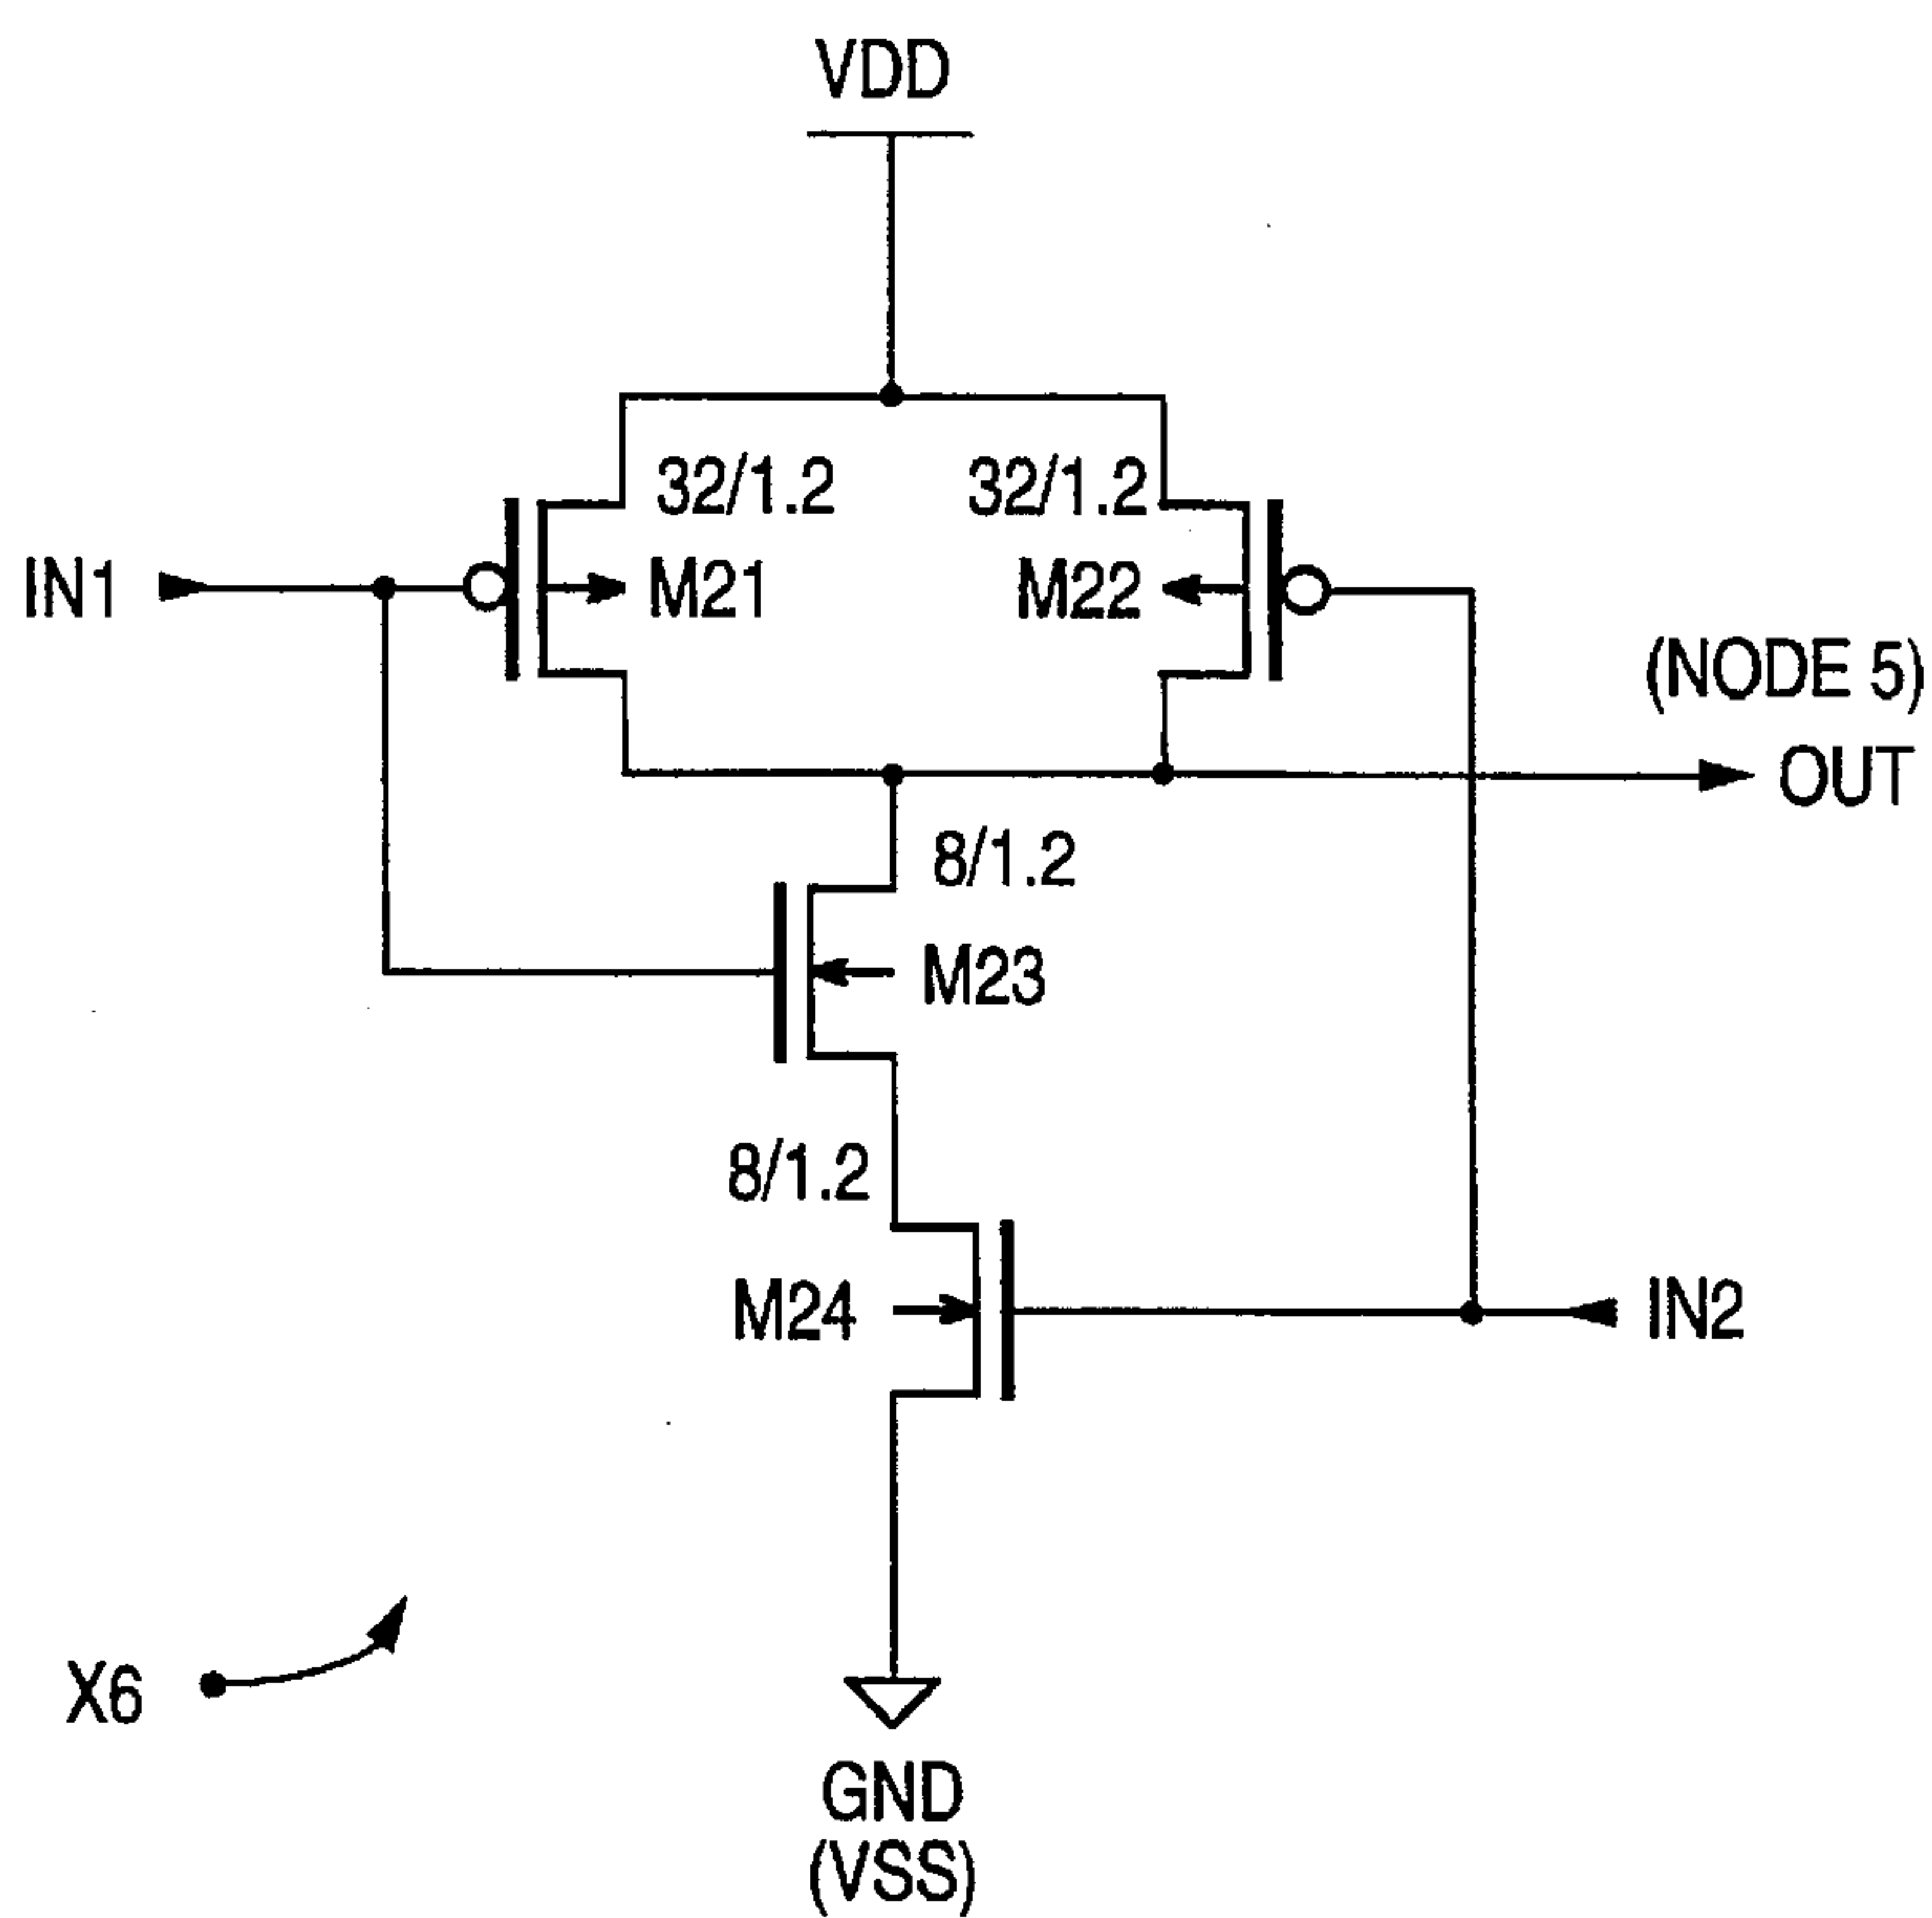 VDD
32/1.2
32/1.2
IN1
M21
M22
(NODE 5)
OUT
8/1.2
M23
8/1.2
M24
IN2
X6
GND
(VSS)